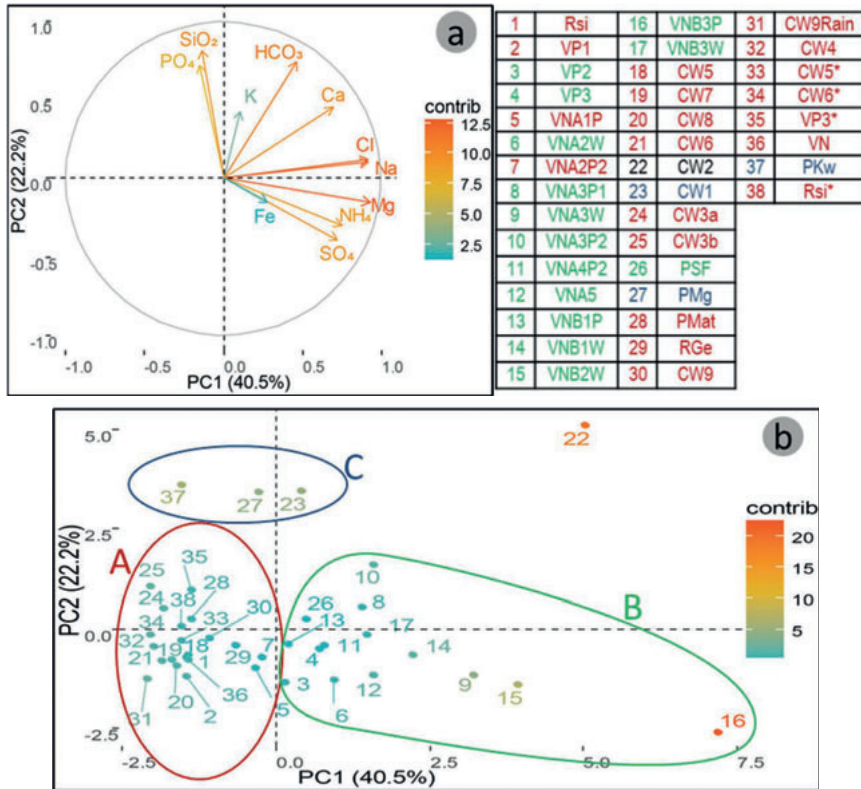 a
1.0
0.5
0.0
-0.5
-1.0
PC2 (22.2%)
SiO₂
PO₄
HCO₃
K
Ca
Cl
Na
Mg
NH₄
SO₄
Fe
-1.0 -0.5 0.0 0.5 1.0
PC1 (40.5%)
contrib
12.5
10.0
7.5
5.0
2.5
1 Rsi 16 VNB3P 31 CW9Rain
2 VP1 17 VNB3W 32 CW4
3 VP2 18 CW5 33 CW5*
4 VP3 19 CW7 34 CW6*
5 VNA1P 20 CW8 35 VP3*
6 VNA2W 21 CW6 36 VN
7 VNA2P2 22 CW2 37 PKw
8 VNA3P1 23 CW1 38 Rsi*
9 VNA3W 24 CW3a
10 VNA3P2 25 CW3b
11 VNA4P2 26 PSF
12 VNA5 27 PMg
13 VNB1P 28 PMat
14 VNB1W 29 RGe
15 VNB2W 30 CW9
b
5.0
2.5
0.0
-2.5
PC2 (22.2%)
22
C
37 27 23
A
B
35
25 28
24 38 30
34 33
32 19 18
21 1 29 7
20 36
31 2 5
10
26 8
13 17
11
4 14
3 12 9
6 15
16
-2.5 0.0 2.5 5.0 7.5
PC1 (40.5%)
contrib
20
15
10
5